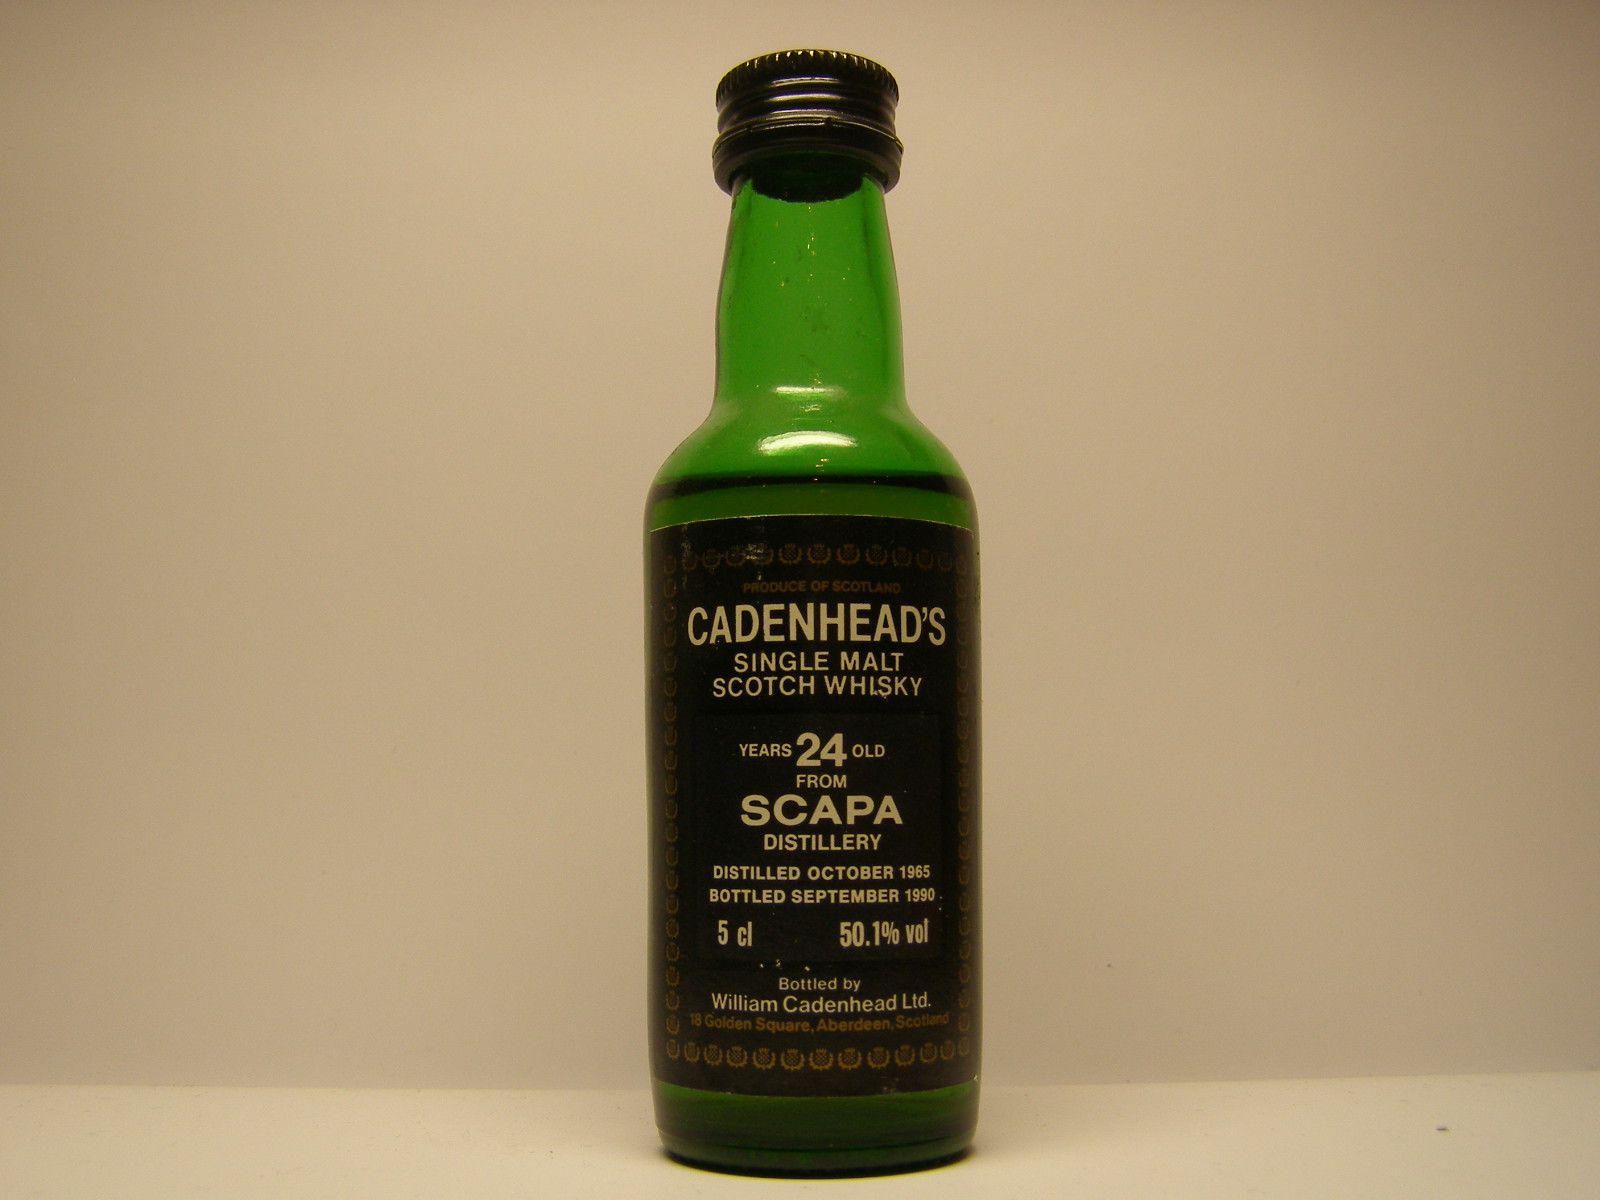 PRODUCE OF SCOTLAND
CADENHEAD'S
SINGLE MALT
SCOTCH WHISKY
YEARS 24 OLD
FROM
SCAPA
DISTILLERY
DISTILLED OCTOBER 1965
BOTTLED SEPTEMBER 1990
5 cl 50.1% vol
Bottled by
William Cadenhead Ltd.
18 Golden Square, Aberdeen, Scotland